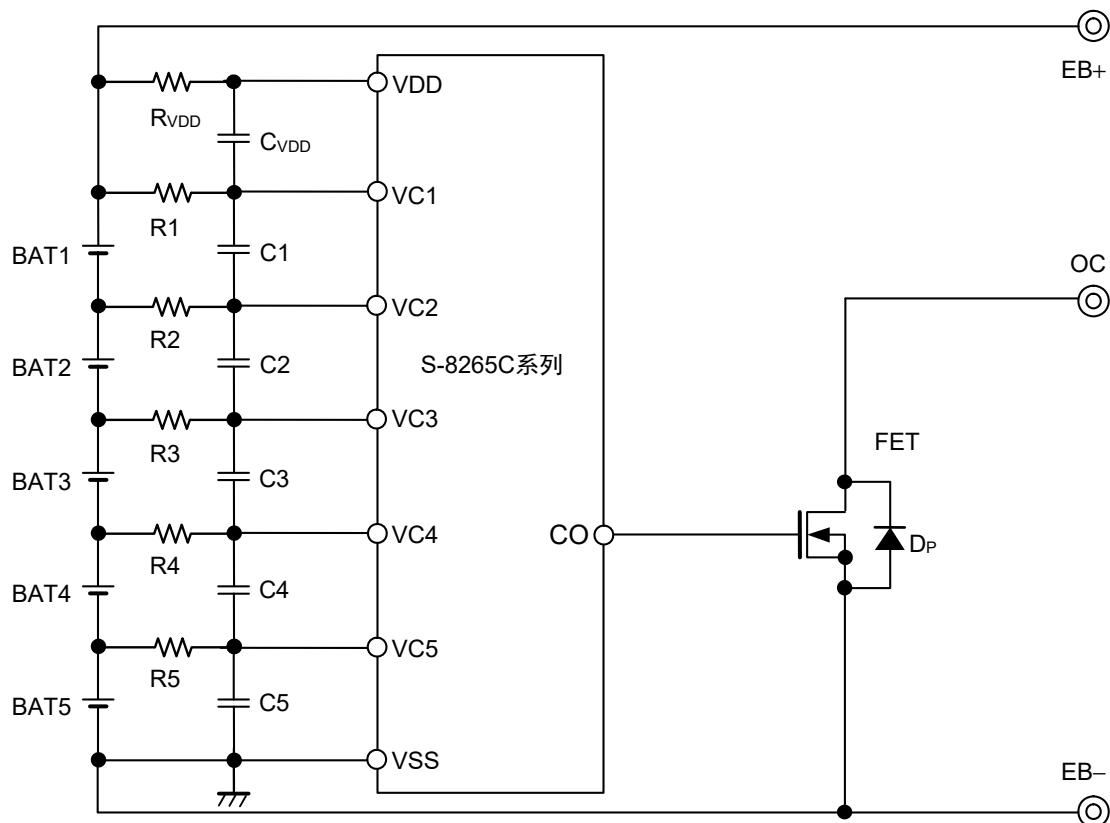 EB+
VDD
RVDD
CVDD
VC1
R1
BAT1
C1
OC
VC2
R2
BAT2
C2
S-8265C系列
VC3
R3
FET
BAT3
C3
VC4
CO
DP
R4
BAT4
C4
VC5
R5
BAT5
C5
VSS
EB−